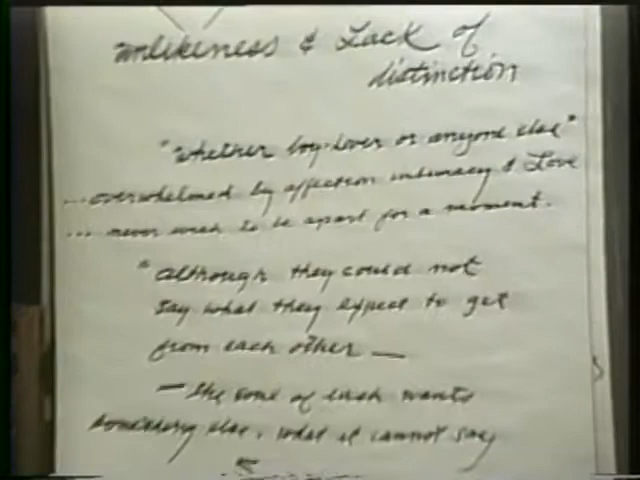 unlikeness & Lack of
distinction
"whether boy-lover or anyone else"
...overwhelmed by affection intimacy & Love
... never wish to be apart for a moment.
"although they could not
say what they expect to get
from each other —
— the soul of each wants
something else, what it cannot say